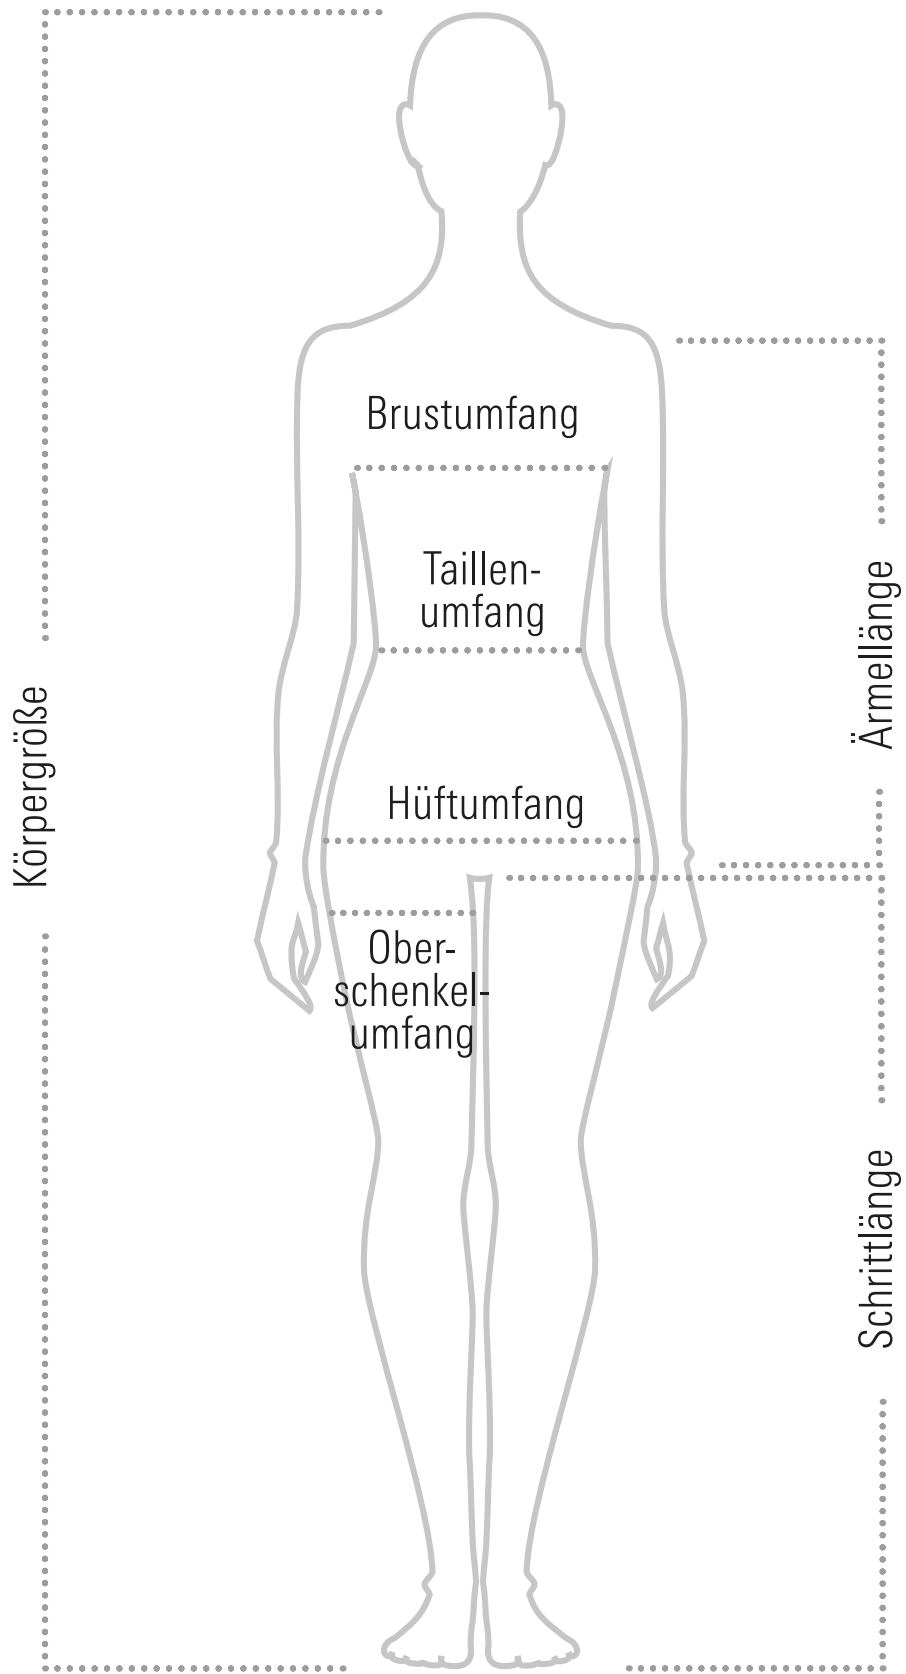 Brustumfang
Taillen-
umfang
Hüftumfang
Ober-
schenkel-
umfang
Körpergröße
Ärmellänge
Schrittlänge